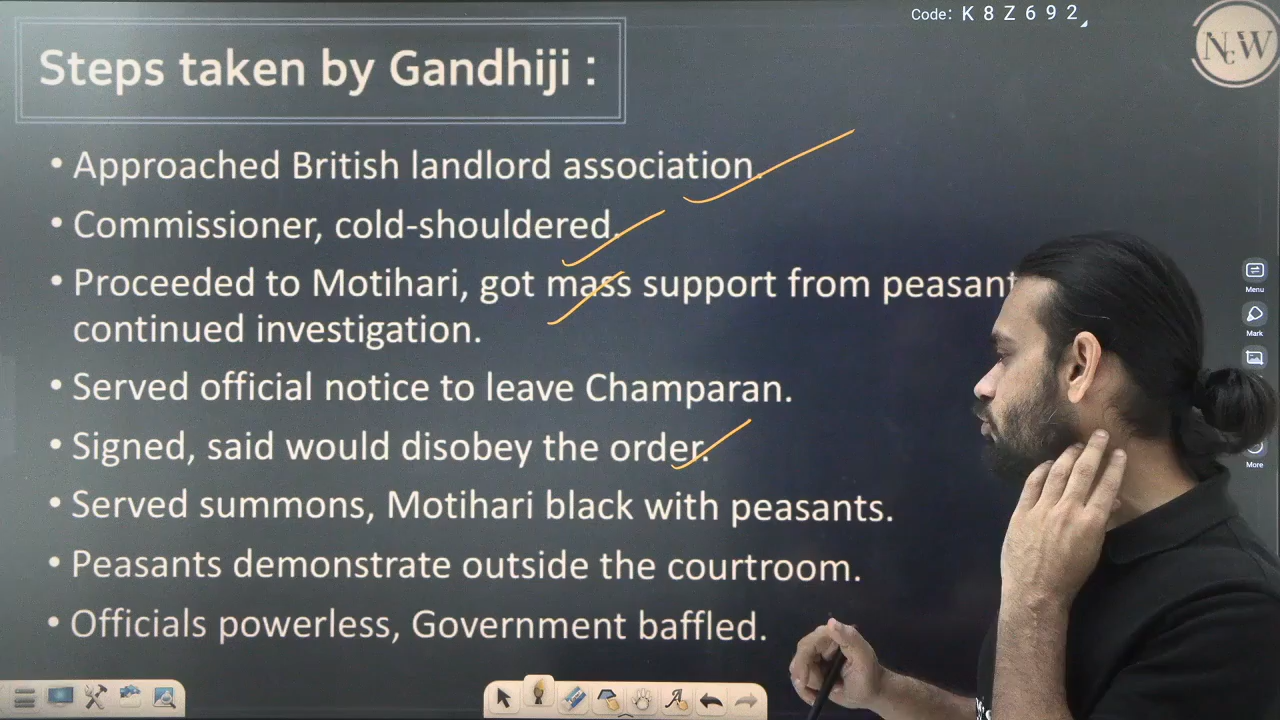 Code: K 8 Z 6 9 2
NcW
Steps taken by Gandhiji :
• Approached British landlord association.
• Commissioner, cold-shouldered.
• Proceeded to Motihari, got mass support from peasant
continued investigation.
• Served official notice to leave Champaran.
• Signed, said would disobey the order.
• Served summons, Motihari black with peasants.
• Peasants demonstrate outside the courtroom.
• Officials powerless, Government baffled.
Menu
Mark
More